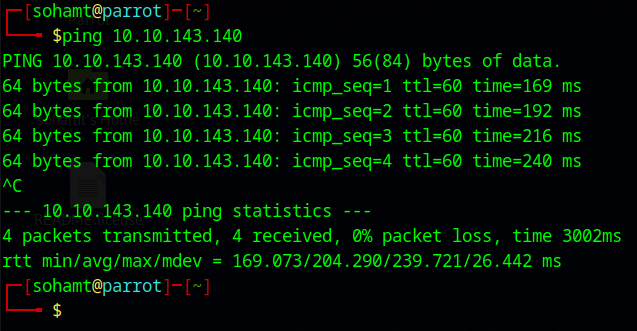 ┌─[sohamt@parrot]─[~]
└──╼ $ping 10.10.143.140
PING 10.10.143.140 (10.10.143.140) 56(84) bytes of data.
64 bytes from 10.10.143.140: icmp_seq=1 ttl=60 time=169 ms
64 bytes from 10.10.143.140: icmp_seq=2 ttl=60 time=192 ms
64 bytes from 10.10.143.140: icmp_seq=3 ttl=60 time=216 ms
64 bytes from 10.10.143.140: icmp_seq=4 ttl=60 time=240 ms
^C
--- 10.10.143.140 ping statistics ---
4 packets transmitted, 4 received, 0% packet loss, time 3002ms
rtt min/avg/max/mdev = 169.073/204.290/239.721/26.442 ms
┌─[sohamt@parrot]─[~]
└──╼ $